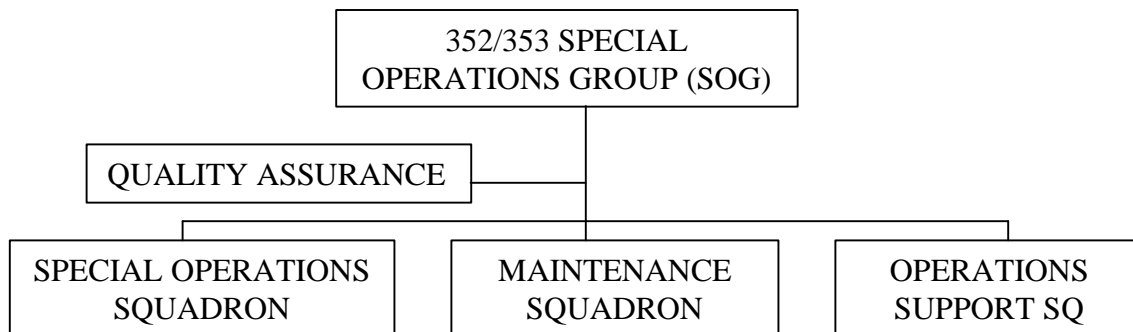 352/353 SPECIAL
OPERATIONS GROUP (SOG)
QUALITY ASSURANCE
SPECIAL OPERATIONS
SQUADRON
MAINTENANCE
SQUADRON
OPERATIONS
SUPPORT SQ